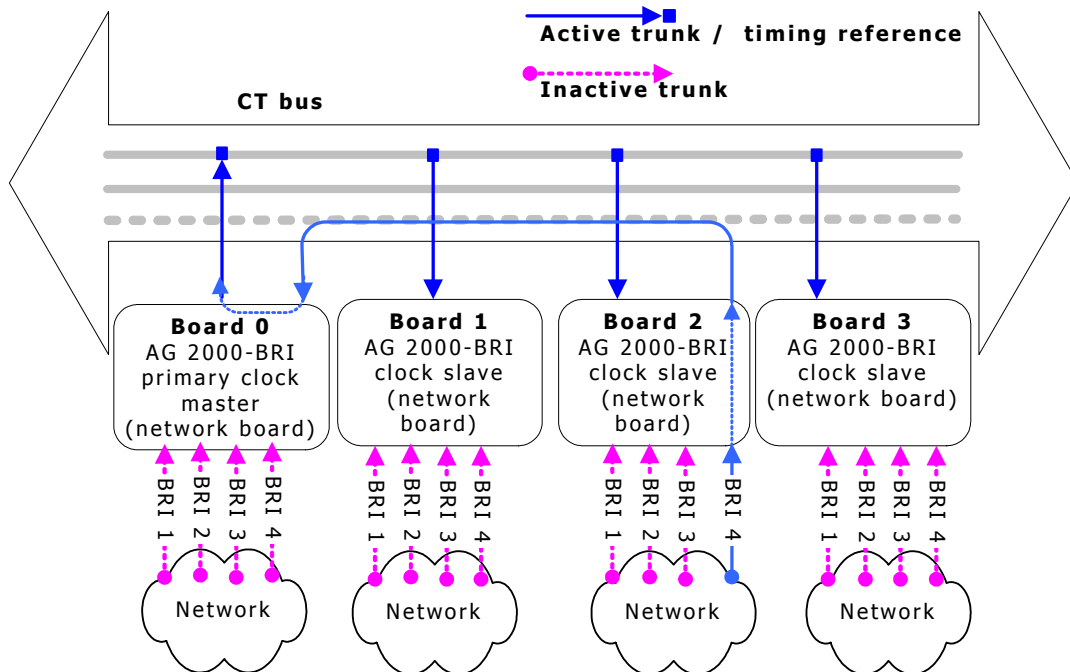 Active trunk / timing reference
Inactive trunk
CT bus
Board 0
AG 2000-BRI
primary clock
master
(network board)
Board 1
AG 2000-BRI
clock slave
(network
board)
Board 2
AG 2000-BRI
clock slave
(network
board)
Board 3
AG 2000-BRI
clock slave
(network board)
BRI 1
BRI 2
BRI 3
BRI 4
BRI 1
BRI 2
BRI 3
BRI 4
BRI 1
BRI 2
BRI 3
BRI 4
BRI 1
BRI 2
BRI 3
BRI 4
Network
Network
Network
Network